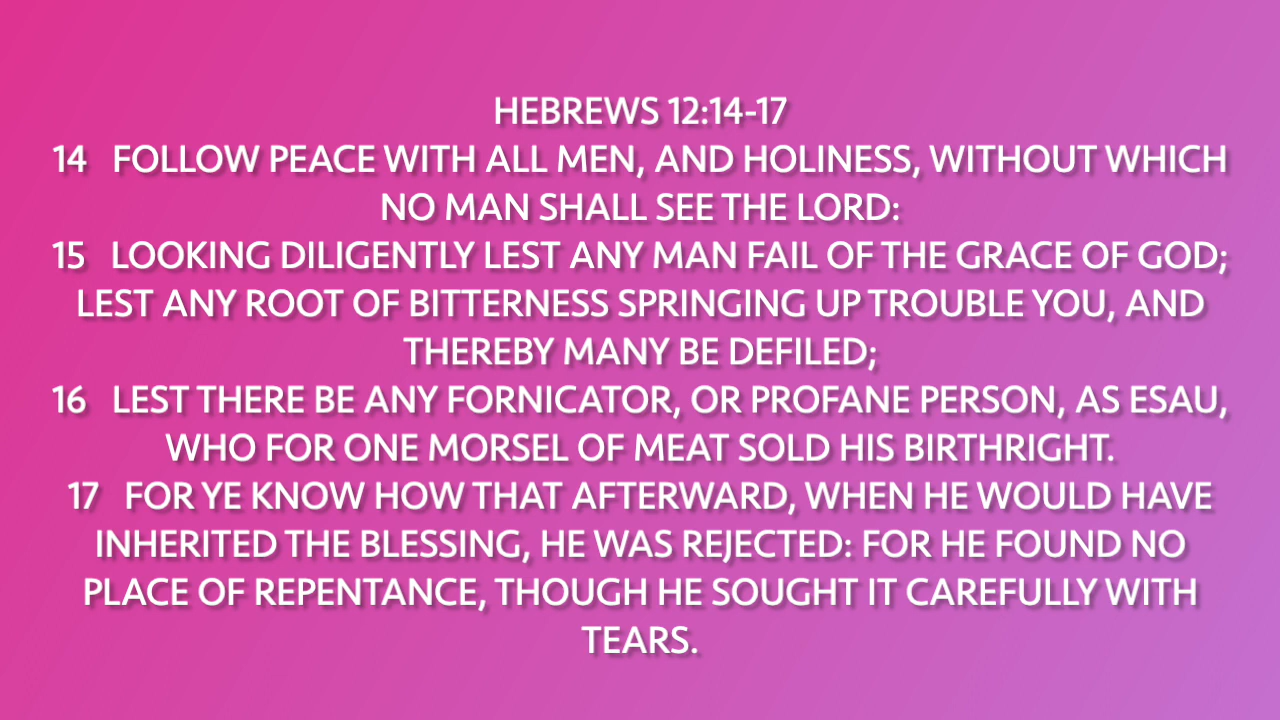 HEBREWS 12:14-17
14 FOLLOW PEACE WITH ALL MEN, AND HOLINESS, WITHOUT WHICH
NO MAN SHALL SEE THE LORD:
15 LOOKING DILIGENTLY LEST ANY MAN FAIL OF THE GRACE OF GOD;
LEST ANY ROOT OF BITTERNESS SPRINGING UP TROUBLE YOU, AND
THEREBY MANY BE DEFILED;
16 LEST THERE BE ANY FORNICATOR, OR PROFANE PERSON, AS ESAU,
WHO FOR ONE MORSEL OF MEAT SOLD HIS BIRTHRIGHT.
17 FOR YE KNOW HOW THAT AFTERWARD, WHEN HE WOULD HAVE
INHERITED THE BLESSING, HE WAS REJECTED: FOR HE FOUND NO
PLACE OF REPENTANCE, THOUGH HE SOUGHT IT CAREFULLY WITH
TEARS.